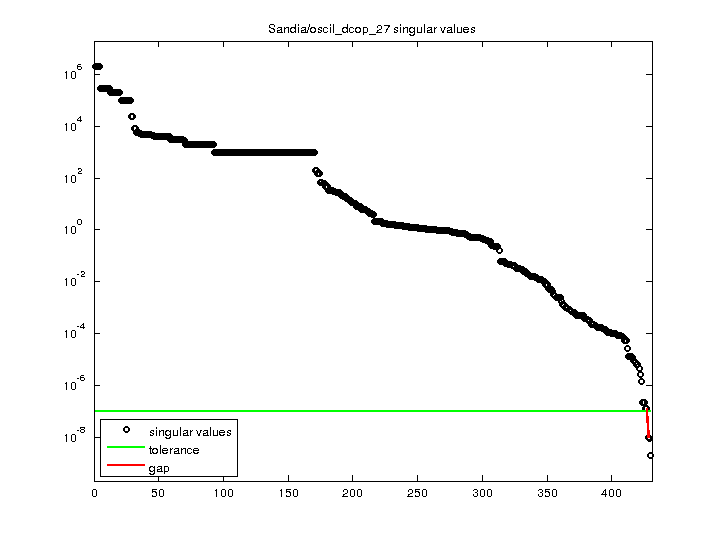 Sandia/oscil_dcop_27 singular values
10^6
10^4
10^2
10^0
10^-2
10^-4
10^-6
10^-8
singular values
tolerance
gap
0 50 100 150 200 250 300 350 400